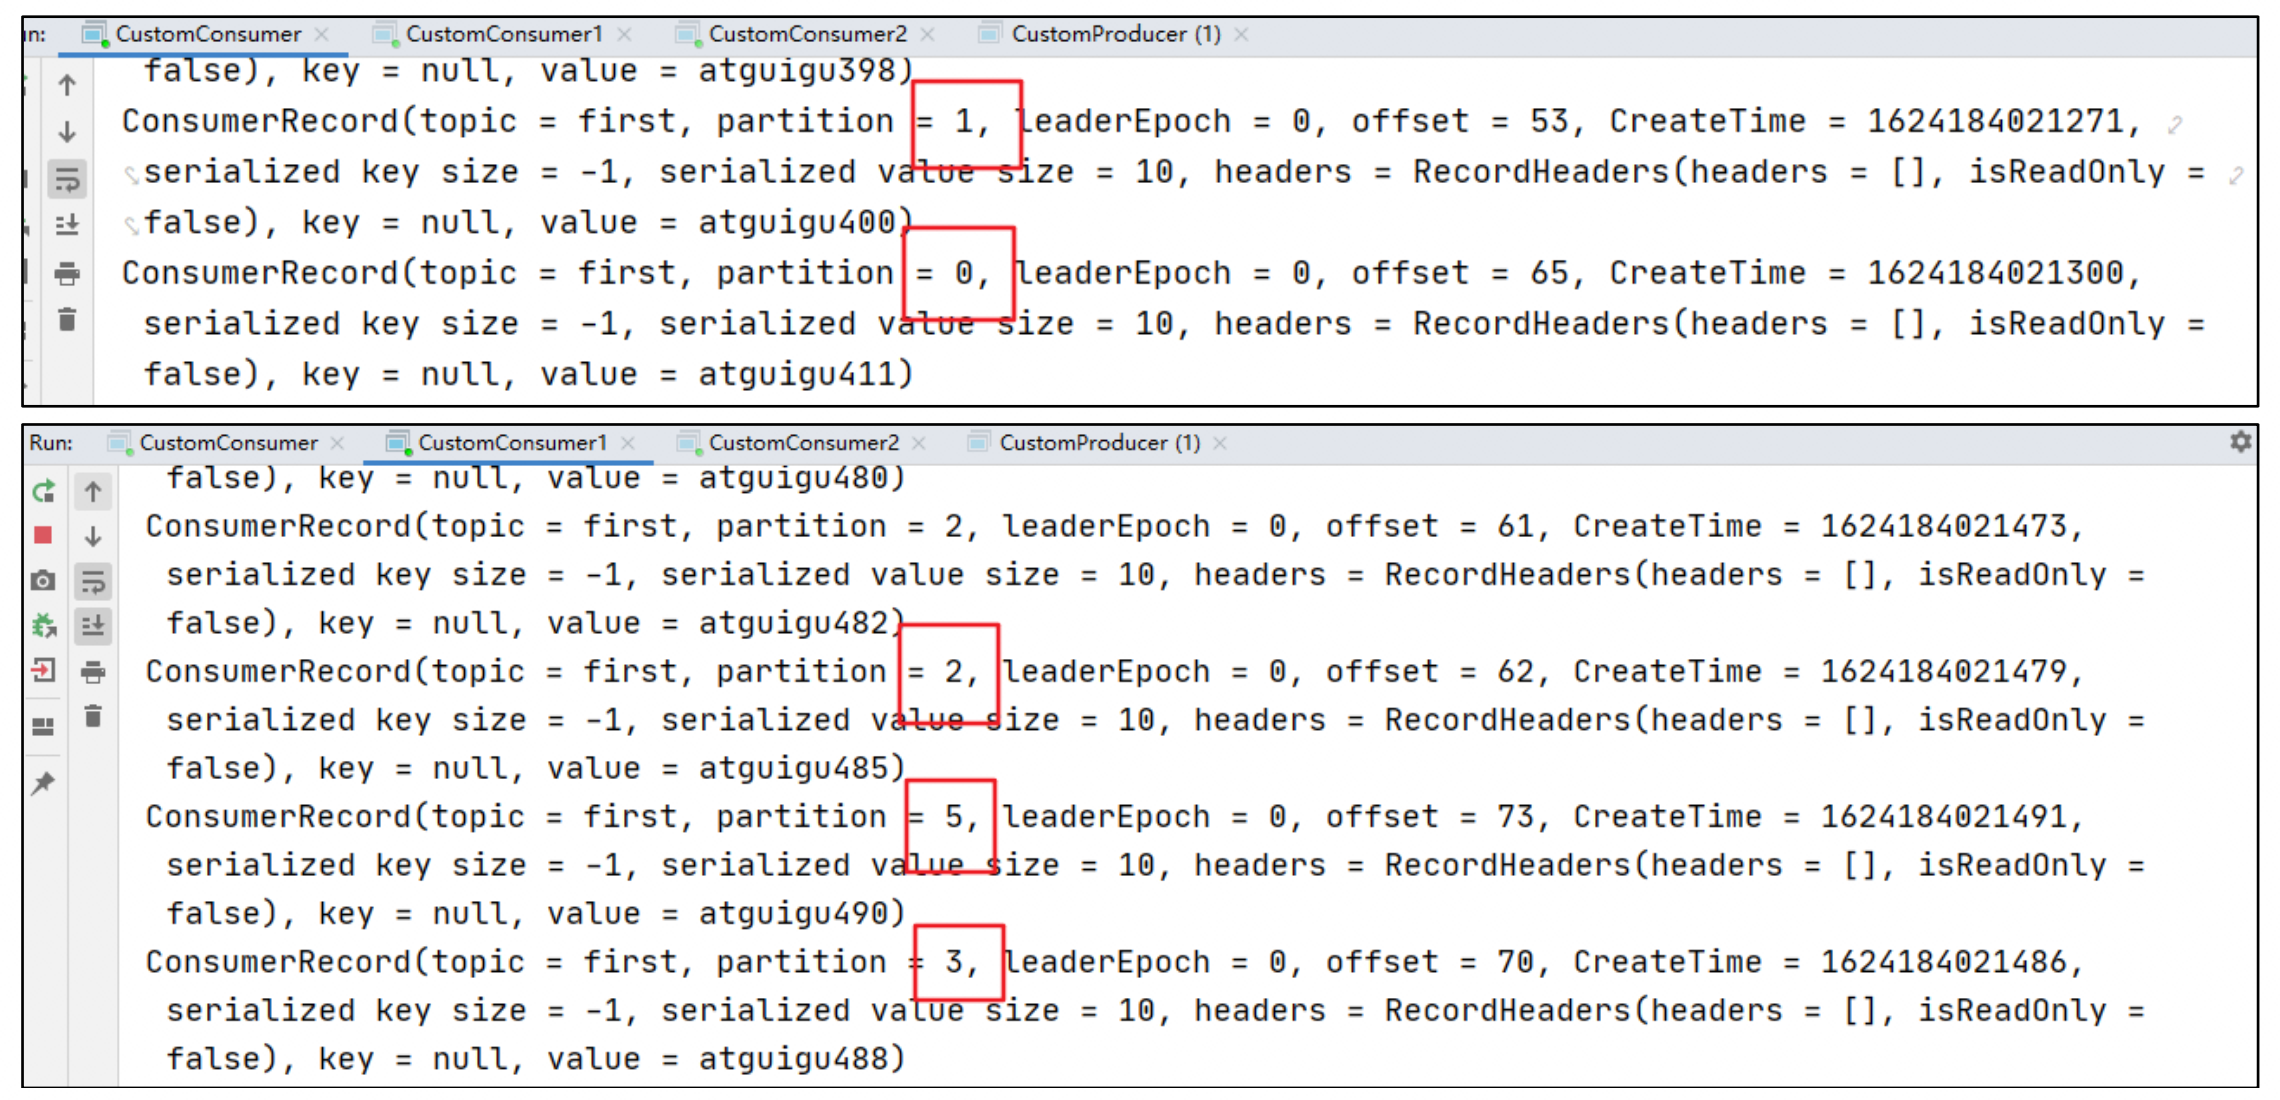 un: CustomConsumer × CustomConsumer1 × CustomConsumer2 × CustomProducer (1) ×
false), key = null, value = atguigu398)
ConsumerRecord(topic = first, partition = 1, leaderEpoch = 0, offset = 53, CreateTime = 1624184021271,
serialized key size = -1, serialized value size = 10, headers = RecordHeaders(headers = [], isReadOnly =
false), key = null, value = atguigu400)
ConsumerRecord(topic = first, partition = 0, leaderEpoch = 0, offset = 65, CreateTime = 1624184021300,
serialized key size = -1, serialized value size = 10, headers = RecordHeaders(headers = [], isReadOnly =
false), key = null, value = atguigu411)
Run: CustomConsumer × CustomConsumer1 × CustomConsumer2 × CustomProducer (1) ×
false), key = null, value = atguigu480)
ConsumerRecord(topic = first, partition = 2, leaderEpoch = 0, offset = 61, CreateTime = 1624184021473,
serialized key size = -1, serialized value size = 10, headers = RecordHeaders(headers = [], isReadOnly =
false), key = null, value = atguigu482)
ConsumerRecord(topic = first, partition = 2, leaderEpoch = 0, offset = 62, CreateTime = 1624184021479,
serialized key size = -1, serialized value size = 10, headers = RecordHeaders(headers = [], isReadOnly =
false), key = null, value = atguigu485)
ConsumerRecord(topic = first, partition = 5, leaderEpoch = 0, offset = 73, CreateTime = 1624184021491,
serialized key size = -1, serialized value size = 10, headers = RecordHeaders(headers = [], isReadOnly =
false), key = null, value = atguigu490)
ConsumerRecord(topic = first, partition = 3, leaderEpoch = 0, offset = 70, CreateTime = 1624184021486,
serialized key size = -1, serialized value size = 10, headers = RecordHeaders(headers = [], isReadOnly =
false), key = null, value = atguigu488)